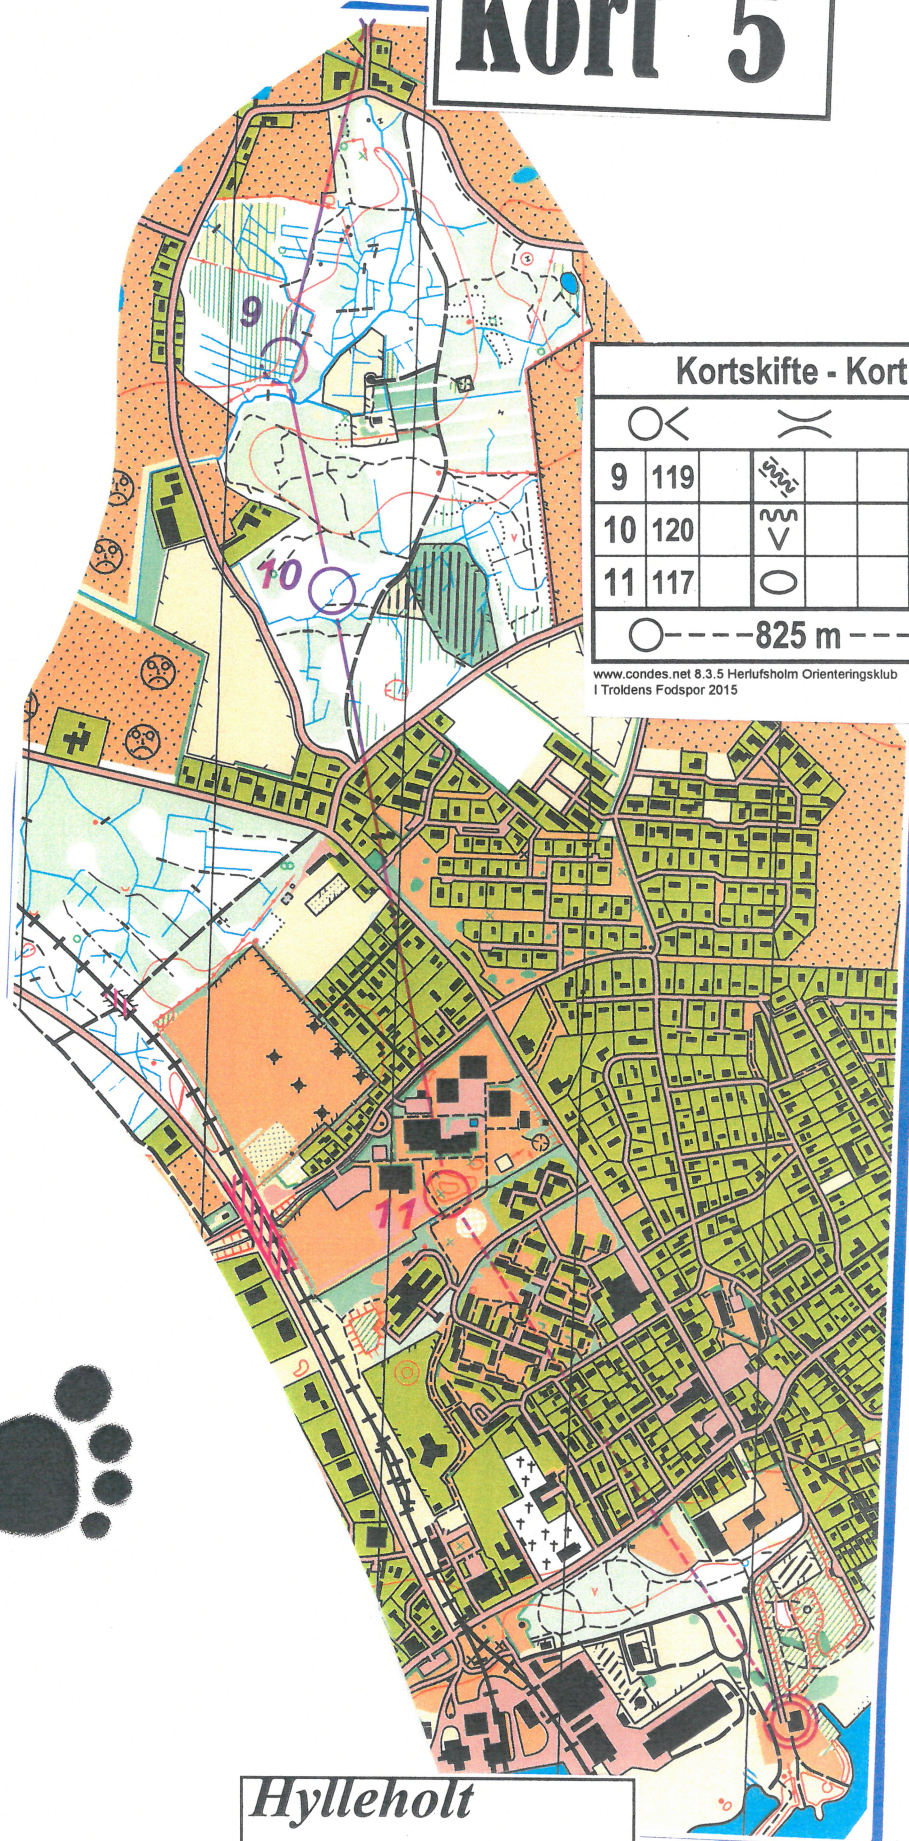 Kort 5
9
Kortskifte - Kort
9 119
10 120
11 117
825 m
www.condes.net 8.3.5 Herlufsholm Orienteringsklub
I Troldens Fodspor 2015
10
11
Hylleholt